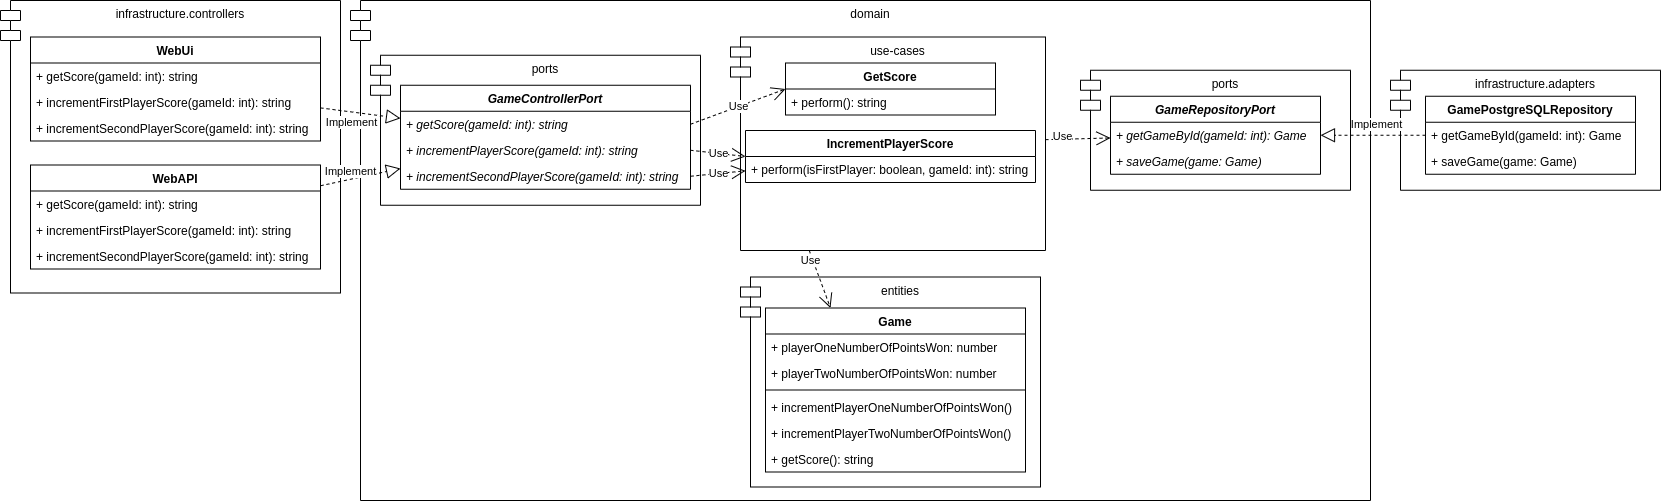 infrastructure.controllers
WebUi
+ getScore(gameId: int): string
+ incrementFirstPlayerScore(gameId: int): string
+ incrementSecondPlayerScore(gameId: int): string
WebAPI
+ getScore(gameId: int): string
+ incrementFirstPlayerScore(gameId: int): string
+ incrementSecondPlayerScore(gameId: int): string
Implement
Implement
domain
ports
GameControllerPort
+ getScore(gameId: int): string
+ incrementPlayerScore(gameId: int): string
+ incrementSecondPlayerScore(gameId: int): string
Use
Use
Use
use-cases
GetScore
+ perform(): string
IncrementPlayerScore
+ perform(isFirstPlayer: boolean, gameId: int): string
Use
entities
Game
+ playerOneNumberOfPointsWon: number
+ playerTwoNumberOfPointsWon: number
+ incrementPlayerOneNumberOfPointsWon()
+ incrementPlayerTwoNumberOfPointsWon()
+ getScore(): string
Use
ports
GameRepositoryPort
+ getGameById(gameId: int): Game
+ saveGame(game: Game)
Implement
infrastructure.adapters
GamePostgreSQLRepository
+ getGameById(gameId: int): Game
+ saveGame(game: Game)